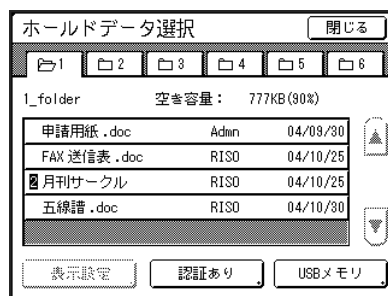 ホールドデータ選択 閉じる
1 2 3 4 5 6
1_folder 空き容量： 777KB(90%)
申請用紙.doc Admn 04/09/30
FAX送信表.doc RISO 04/10/25
2 月刊サークル RISO 04/10/25
五線譜.doc RISO 04/10/30
表示設定 認証あり USBメモリ